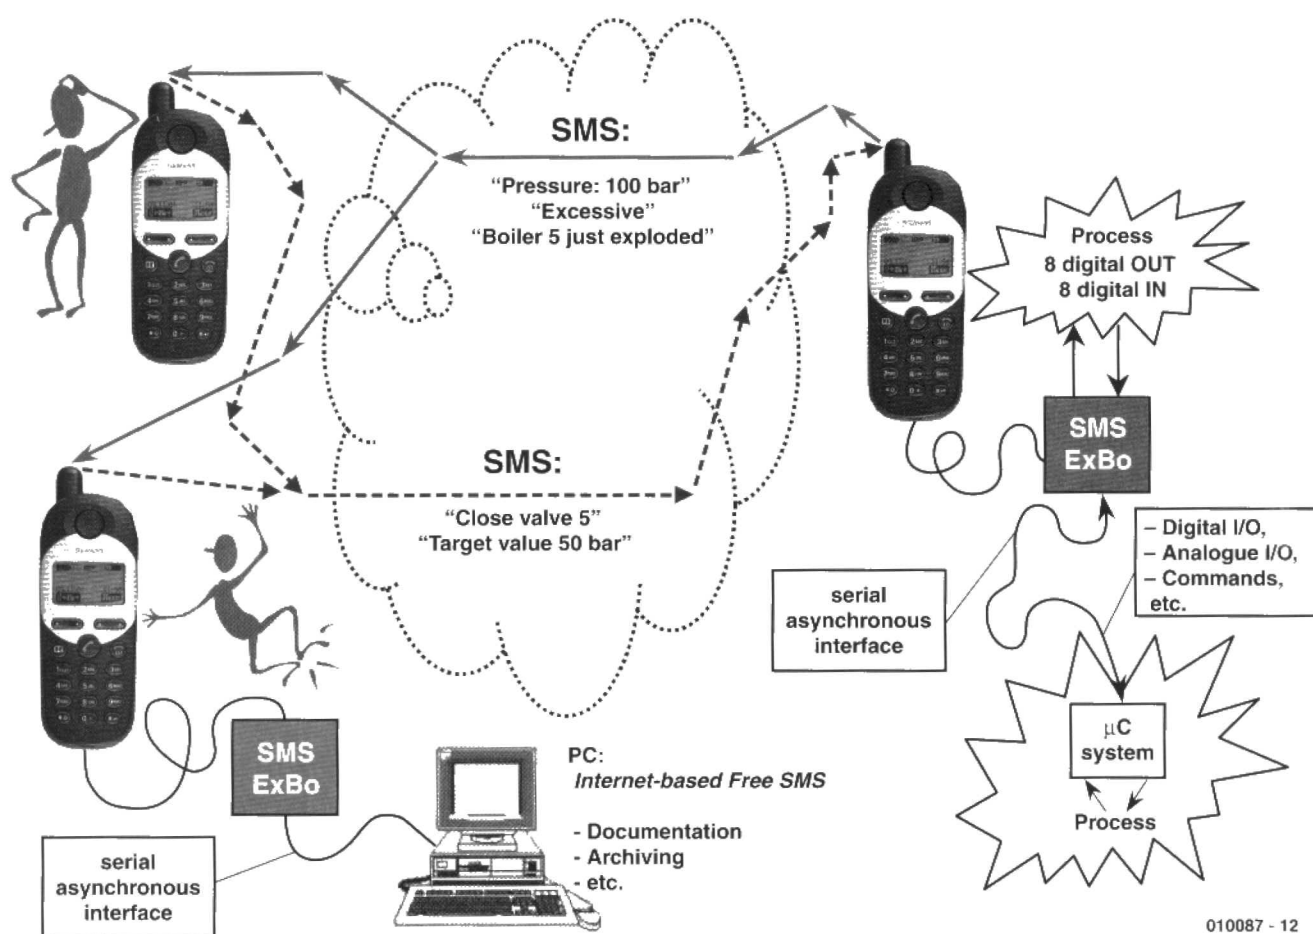 SMS:
“Pressure: 100 bar”
“Excessive”
“Boiler 5 just exploded”
Process
8 digital OUT
8 digital IN
SMS
ExBo
SMS:
“Close valve 5”
“Target value 50 bar”
– Digital I/O,
– Analogue I/O,
– Commands,
etc.
serial
asynchronous
interface
µC
system
Process
SMS
ExBo
PC:
Internet-based Free SMS
- Documentation
- Archiving
- etc.
serial
asynchronous
interface
010087 - 12